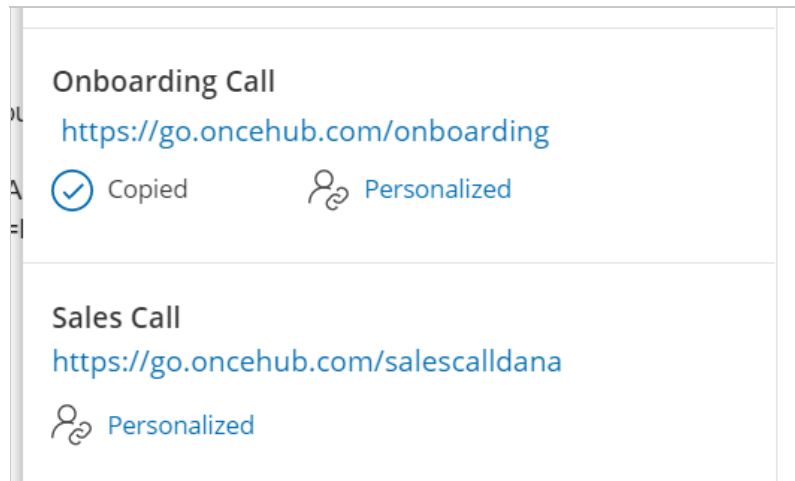 Onboarding Call
https://go.oncehub.com/onboarding
Copied Personalized
Sales Call
https://go.oncehub.com/salescalldana
Personalized